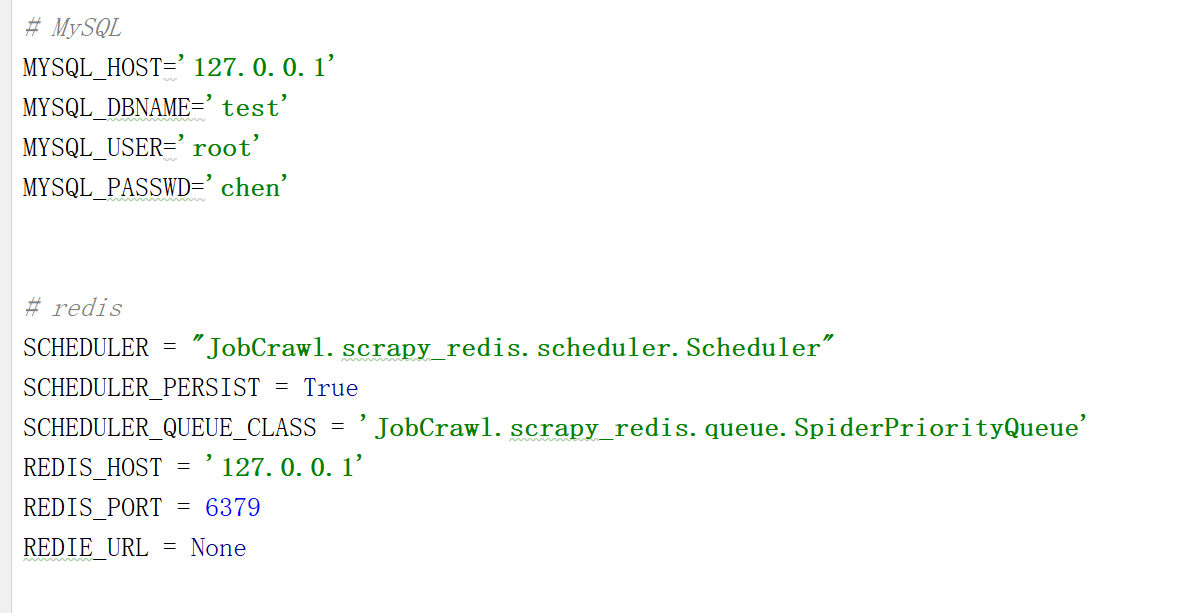 # MySQL
MYSQL_HOST='127.0.0.1'
MYSQL_DBNAME='test'
MYSQL_USER='root'
MYSQL_PASSWD='chen'
# redis
SCHEDULER = "JobCrawl.scrapy_redis.scheduler.Scheduler"
SCHEDULER_PERSIST = True
SCHEDULER_QUEUE_CLASS = 'JobCrawl.scrapy_redis.queue.SpiderPriorityQueue'
REDIS_HOST = '127.0.0.1'
REDIS_PORT = 6379
REDIE_URL = None